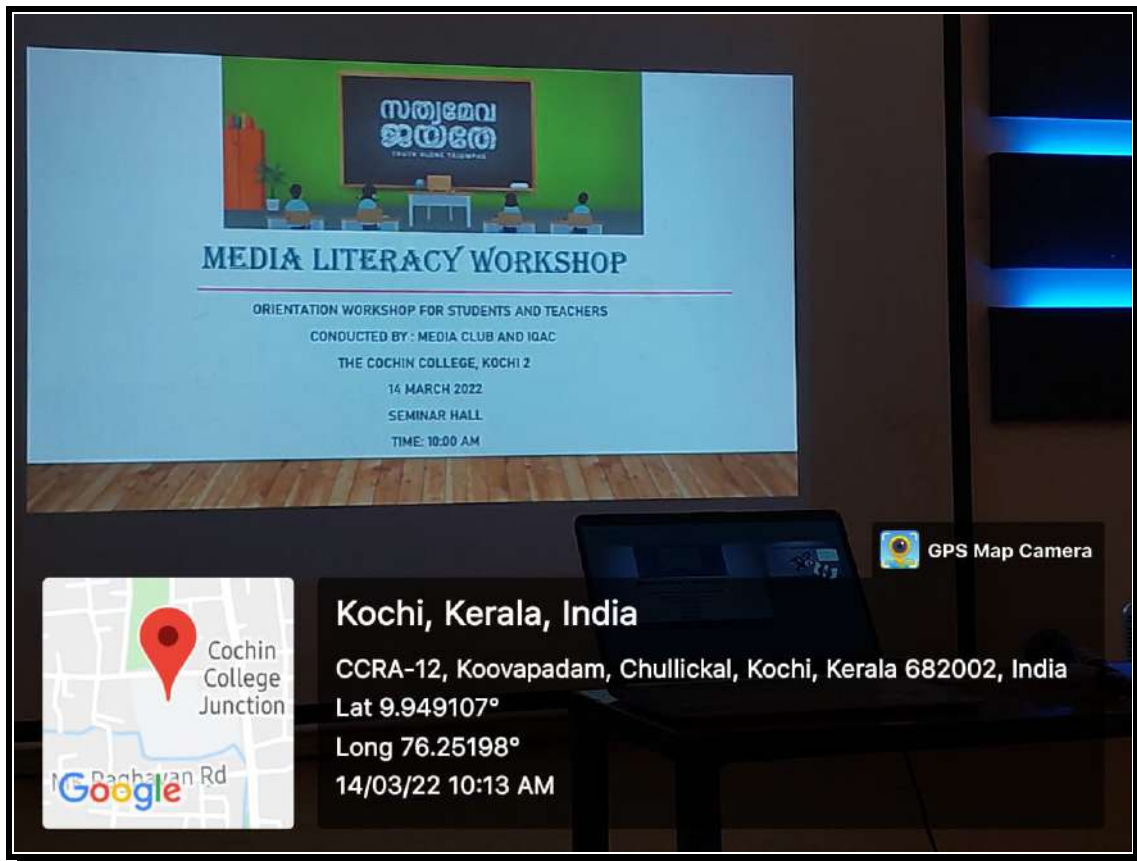 സത്യമേവ
ജയതേ
TRUTH ALONE TRIUMPHS
MEDIA LITERACY WORKSHOP
ORIENTATION WORKSHOP FOR STUDENTS AND TEACHERS
CONDUCTED BY : MEDIA CLUB AND IQAC
THE COCHIN COLLEGE, KOCHI 2
14 MARCH 2022
SEMINAR HALL
TIME: 10:00 AM
GPS Map Camera
Cochin
College
Junction
Raghavan Rd
Google
Kochi, Kerala, India
CCRA-12, Koovapadam, Chullickal, Kochi, Kerala 682002, India
Lat 9.949107°
Long 76.25198°
14/03/22 10:13 AM